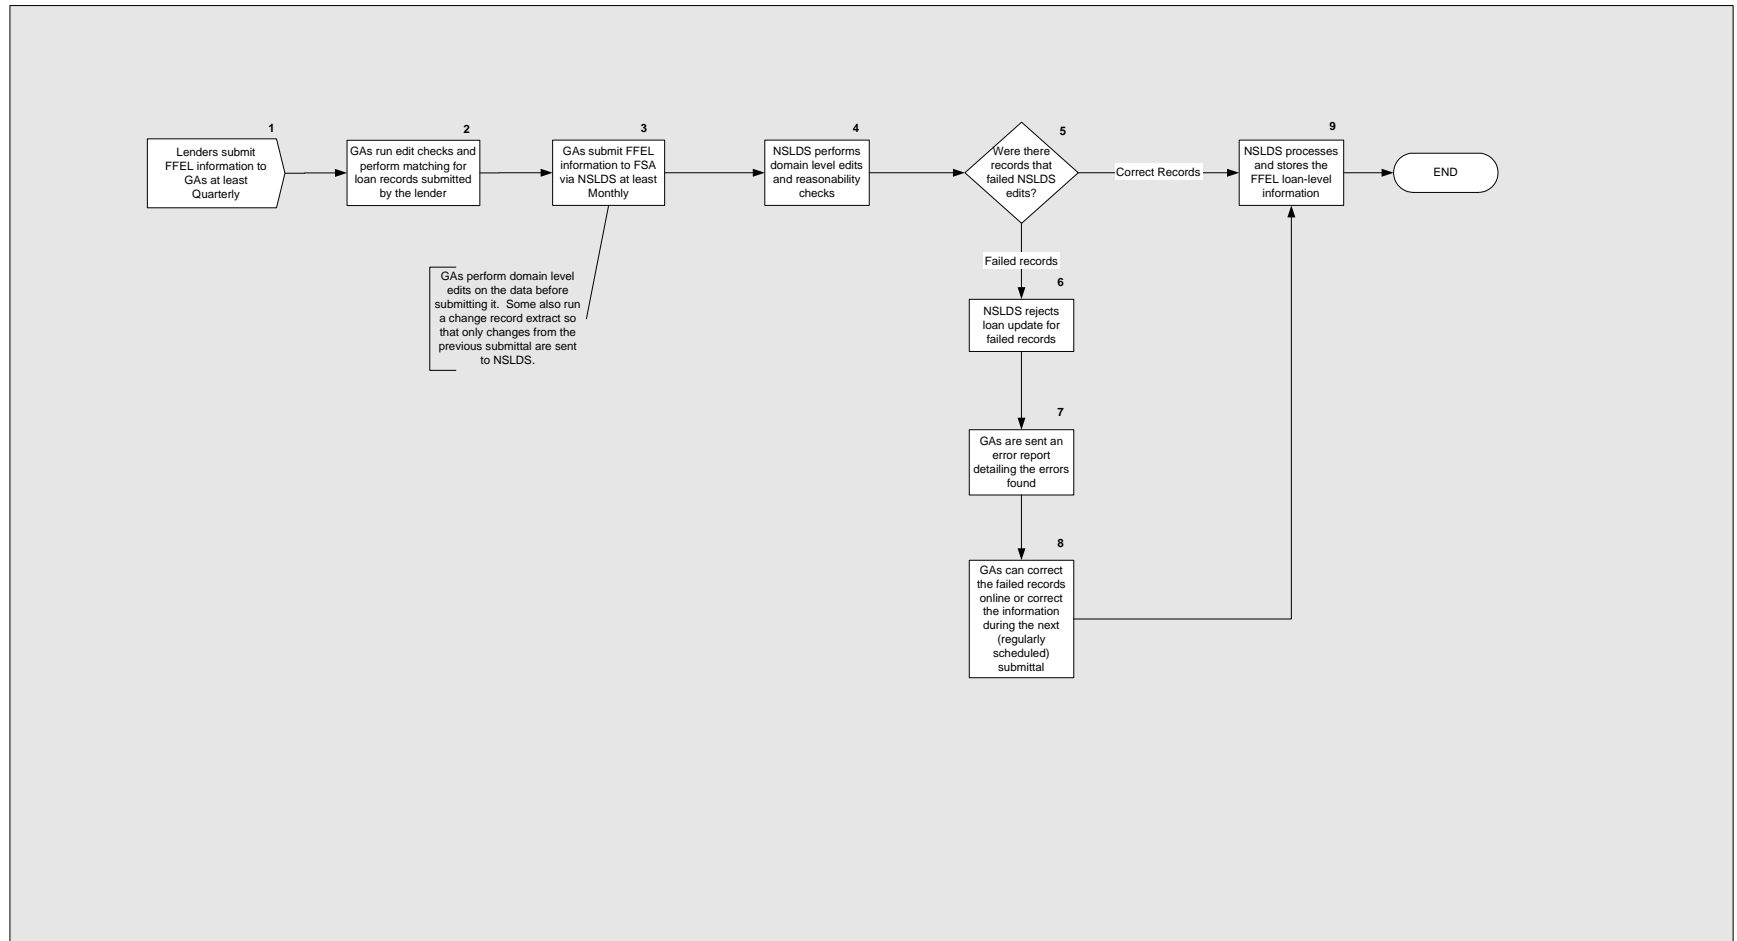 1
Lenders submit
FFEL information to
GAs at least
Quarterly
2
GAs run edit checks and
perform matching for
loan records submitted
by the lender
3
GAs submit FFEL
information to FSA
via NSLDS at least
Monthly
GAs perform domain level
edits on the data before
submitting it.  Some also run
a change record extract so
that only changes from the
previous submittal are sent
to NSLDS.
4
NSLDS performs
domain level edits
and reasonability
checks
5
Were there
records that
failed NSLDS
edits?
Correct Records
Failed records
6
NSLDS rejects
loan update for
failed records
7
GAs are sent an
error report
detailing the errors
found
8
GAs can correct
the failed records
online or correct
the information
during the next
(regularly
scheduled)
submittal
9
NSLDS processes
and stores the
FFEL loan-level
information
END